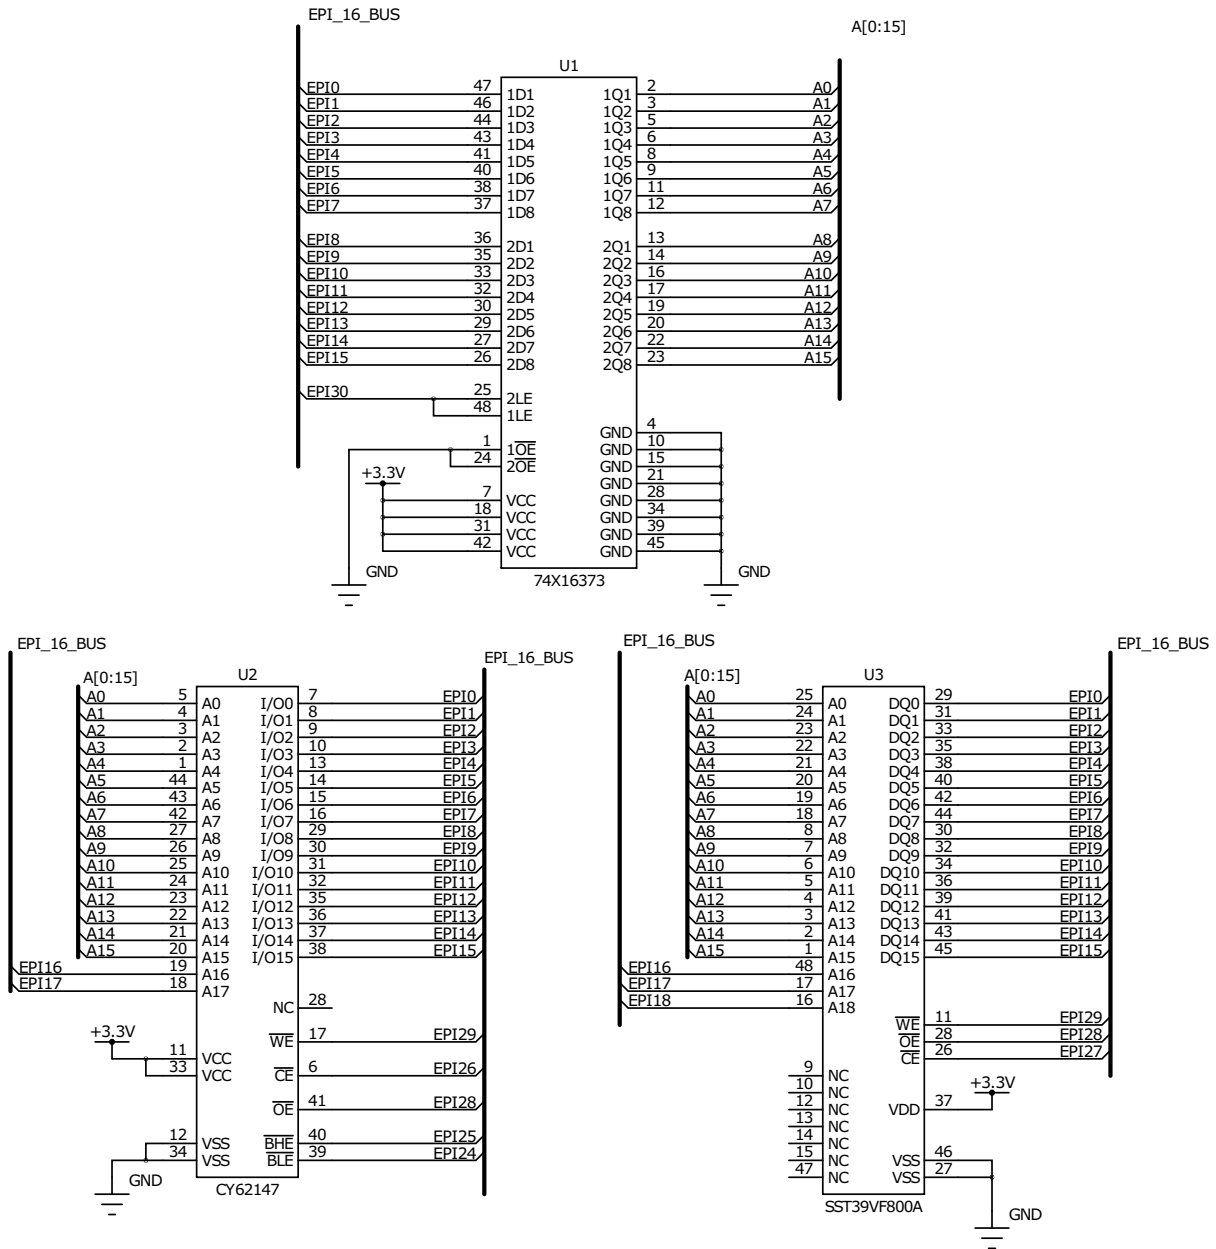 EPI_16_BUS
A[0:15]
U1
EPI0 47 1D1 1Q1 2 A0
EPI1 46 1D2 1Q2 3 A1
EPI2 44 1D3 1Q3 5 A2
EPI3 43 1D4 1Q4 6 A3
EPI4 41 1D5 1Q5 8 A4
EPI5 40 1D6 1Q6 9 A5
EPI6 38 1D7 1Q7 11 A6
EPI7 37 1D8 1Q8 12 A7
EPI8 36 2D1 2Q1 13 A8
EPI9 35 2D2 2Q2 14 A9
EPI10 33 2D3 2Q3 16 A10
EPI11 32 2D4 2Q4 17 A11
EPI12 30 2D5 2Q5 19 A12
EPI13 29 2D6 2Q6 20 A13
EPI14 27 2D7 2Q7 22 A14
EPI15 26 2D8 2Q8 23 A15
EPI30 25 2LE
48 1LE
GND 4
1 1OE GND 10
24 2OE GND 15
+3.3V GND 21
7 VCC GND 28
18 VCC GND 34
31 VCC GND 39
42 VCC GND 45
GND
GND
74X16373
EPI_16_BUS
A[0:15]
U2
EPI_16_BUS
A0 5 A0 I/O0 7 EPI0
A1 4 A1 I/O1 8 EPI1
A2 3 A2 I/O2 9 EPI2
A3 2 A3 I/O3 10 EPI3
A4 1 A4 I/O4 13 EPI4
A5 44 A5 I/O5 14 EPI5
A6 43 A6 I/O6 15 EPI6
A7 42 A7 I/O7 16 EPI7
A8 27 A8 I/O8 29 EPI8
A9 26 A9 I/O9 30 EPI9
A10 25 A10 I/O10 31 EPI10
A11 24 A11 I/O11 32 EPI11
A12 23 A12 I/O12 35 EPI12
A13 22 A13 I/O13 36 EPI13
A14 21 A14 I/O14 37 EPI14
A15 20 A15 I/O15 38 EPI15
EPI16 19 A16
EPI17 18 A17
NC 28
+3.3V WE 17 EPI29
11 VCC
33 VCC CE 6 EPI26
OE 41 EPI28
12 VSS BHE 40 EPI25
34 VSS BLE 39 EPI24
GND
CY62147
EPI_16_BUS
A[0:15]
U3
EPI_16_BUS
A0 25 A0 DQ0 29 EPI0
A1 24 A1 DQ1 31 EPI1
A2 23 A2 DQ2 33 EPI2
A3 22 A3 DQ3 35 EPI3
A4 21 A4 DQ4 38 EPI4
A5 20 A5 DQ5 40 EPI5
A6 19 A6 DQ6 42 EPI6
A7 18 A7 DQ7 44 EPI7
A8 8 A8 DQ8 30 EPI8
A9 7 A9 DQ9 32 EPI9
A10 6 A10 DQ10 34 EPI10
A11 5 A11 DQ11 36 EPI11
A12 4 A12 DQ12 39 EPI12
A13 3 A13 DQ13 41 EPI13
A14 2 A14 DQ14 43 EPI14
A15 1 A15 DQ15 45 EPI15
EPI16 48 A16
EPI17 17 A17
EPI18 16 A18
WE 11 EPI29
OE 28 EPI28
CE 26 EPI27
9 NC
10 NC +3.3V
12 NC VDD 37
13 NC
14 NC
15 NC VSS 46
47 NC VSS 27
SST39VF800A
GND